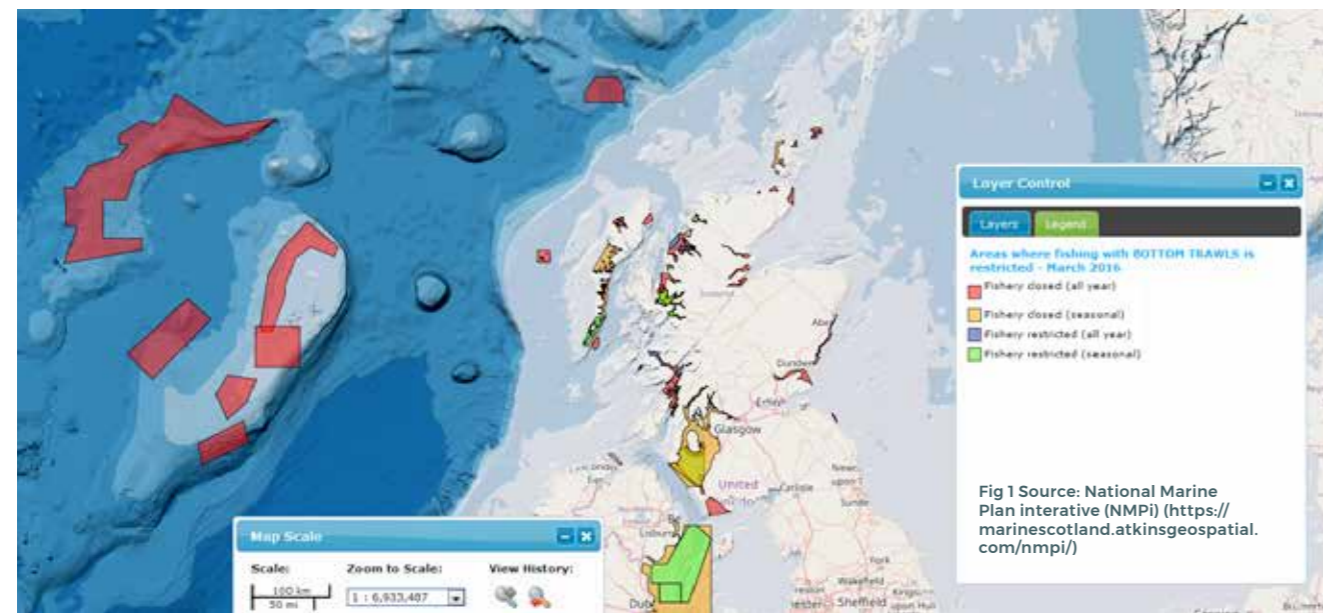 Layer Control
Layers
Legend
Areas where fishing with BOTTOM TRAWLS is
restricted - March 2016
Fishery closed (all year)
Fishery closed (seasonal)
Fishery restricted (all year)
Fishery restricted (seasonal)
Fig 1 Source: National Marine
Plan interative (NMPi) (https://
marinescotland.atkinsgeospatial.
com/nmpi/)
Glasgow
United
Carlisle
York
Sheffield
Map Scale
Scale:
Zoom to Scale:
View History:
100 km
50 mi
1 : 6,933,487